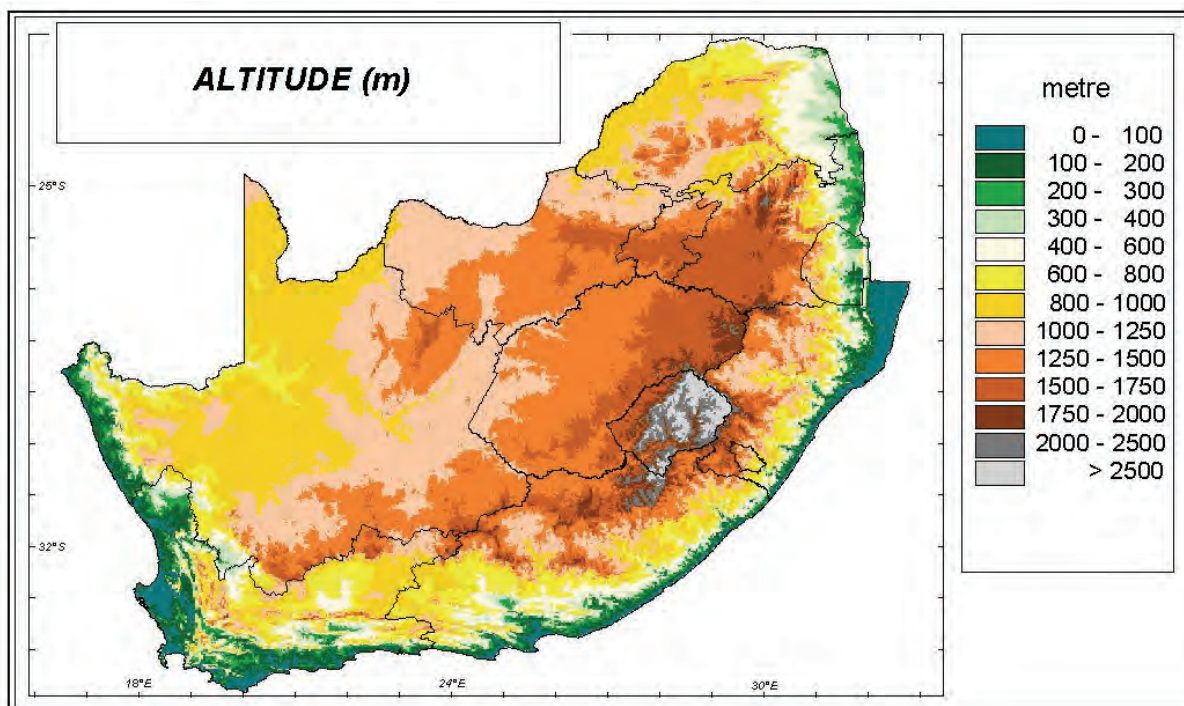 ALTITUDE (m)
metre
0 - 100
100 - 200
200 - 300
300 - 400
400 - 600
600 - 800
800 - 1000
1000 - 1250
1250 - 1500
1500 - 1750
1750 - 2000
2000 - 2500
> 2500
25°S
32°S
18°E
24°E
30°E